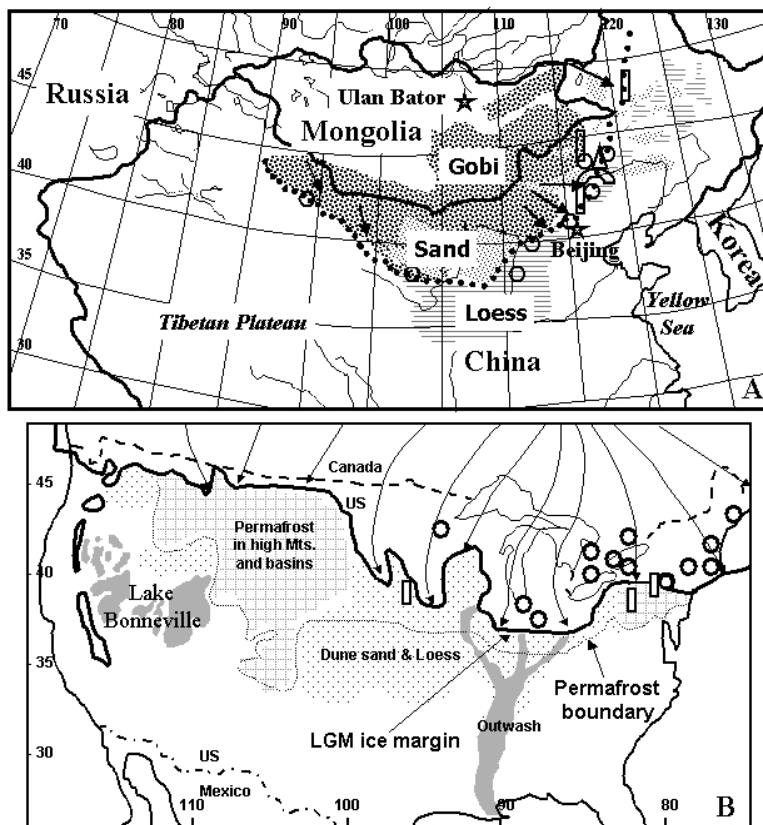 70
80
90
100
110
120
130
45
Russia
Ulan Bator
Mongolia
40
Gobi
35
Sand
Beijing
Korea
Tibetan Plateau
Loess
Yellow
Sea
30
China
A
45
Canada
US
Permafrost
in high Mts.
and basins
40
Lake
Bonneville
35
Dune sand & Loess
Permafrost
boundary
LGM ice margin
Outwash
30
US
Mexico
110
100
90
80
B